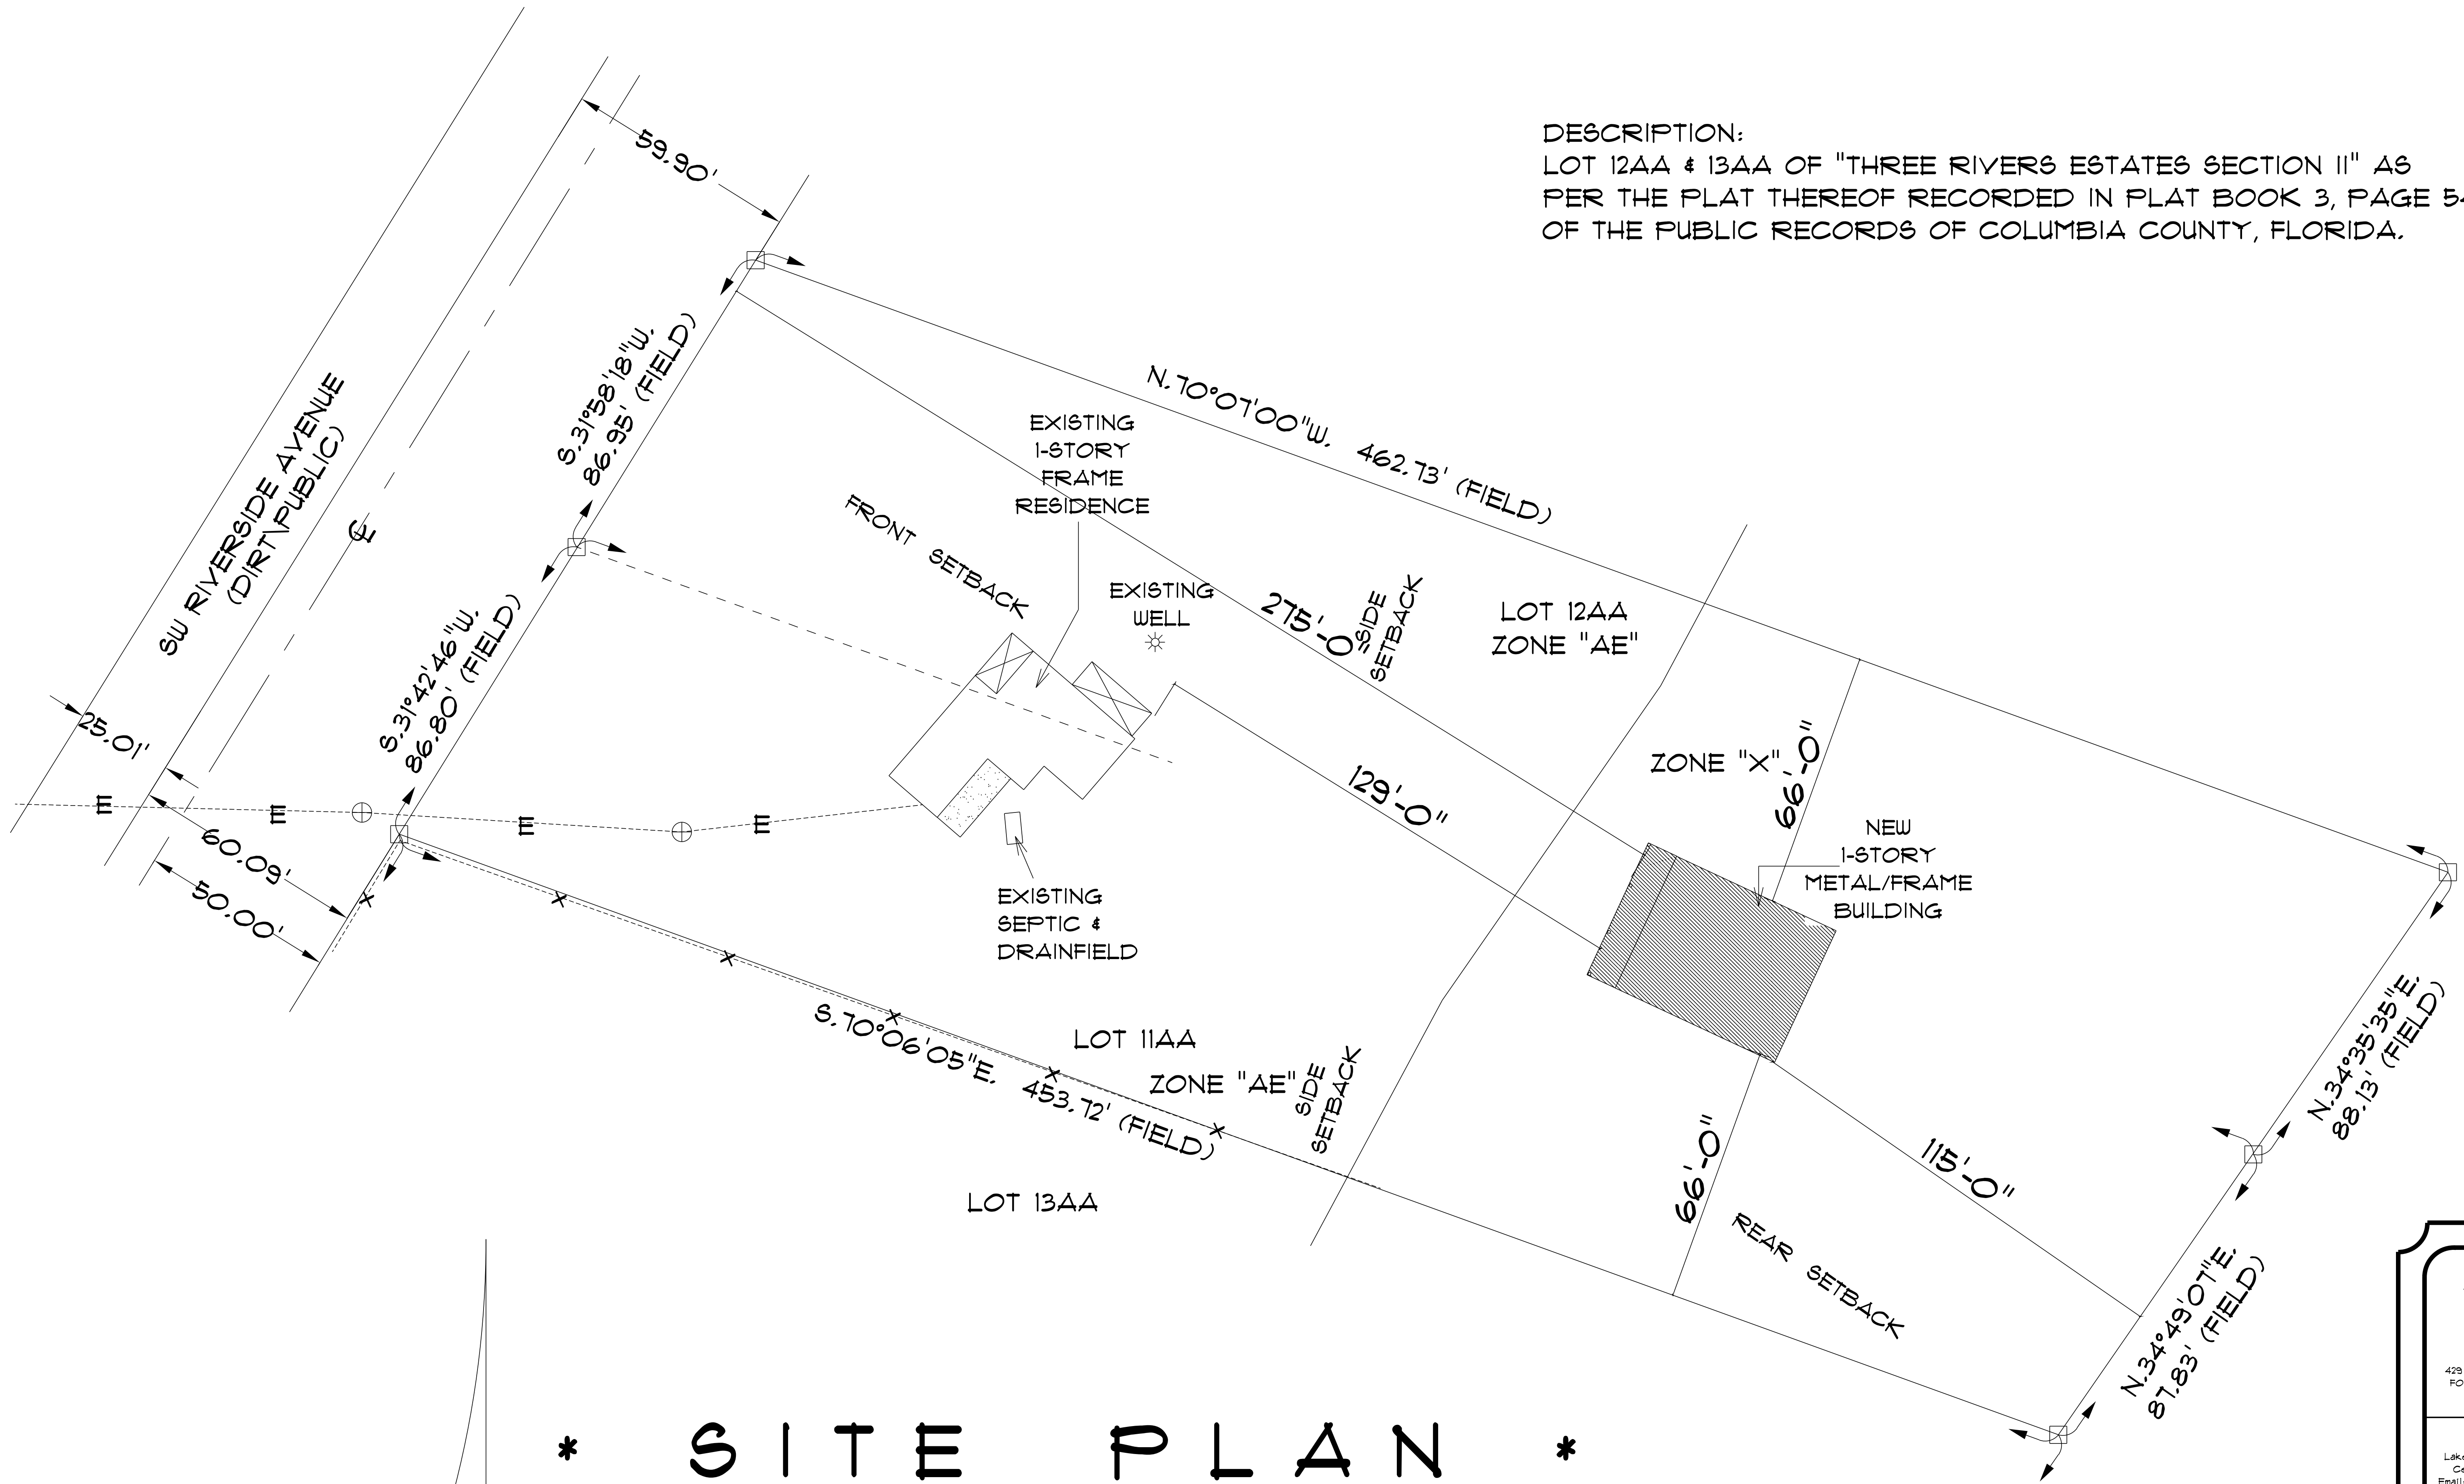 DESCRIPTION:
LOT 12AA & 13AA OF "THREE RIVERS ESTATES SECTION 11" AS
PER THE PLAT THEREOF RECORDED IN PLAT BOOK 3, PAGE
OF THE PUBLIC RECORDS OF COLUMBIA COUNTY, FLORIDA.
59.90'
S.31°58'18"W.
86.95' (FIELD)
SW RIVERSIDE AVENUE
(DIRT\PUBLIC)
N.70°07'00"W. 462.73' (FIELD)
EXISTING
1-STORY
FRAME
RESIDENCE
FRONT SETBACK
EXISTING
WELL
275'-0"
SIDE
SETBACK
LOT 12AA
ZONE "AE"
S.31°42'46"W.
86.80' (FIELD)
25.01'
ZONE "X"
66'-0"
129'-0"
E
E
E
E
60.09'
50.00'
NEW
1-STORY
METAL/FRAME
BUILDING
EXISTING
SEPTIC &
DRAINFIELD
S.70°06'05"E. 453.72' (FIELD)
LOT 11AA
ZONE "AE"
SIDE
SETBACK
N.34°35'35"E.
88.13' (FIELD)
66'-0"
115'-0"
LOT 13AA
REAR SETBACK
N.34°49'07"E.
87.83' (FIELD)
* SITE PLAN *
429
FO
Email